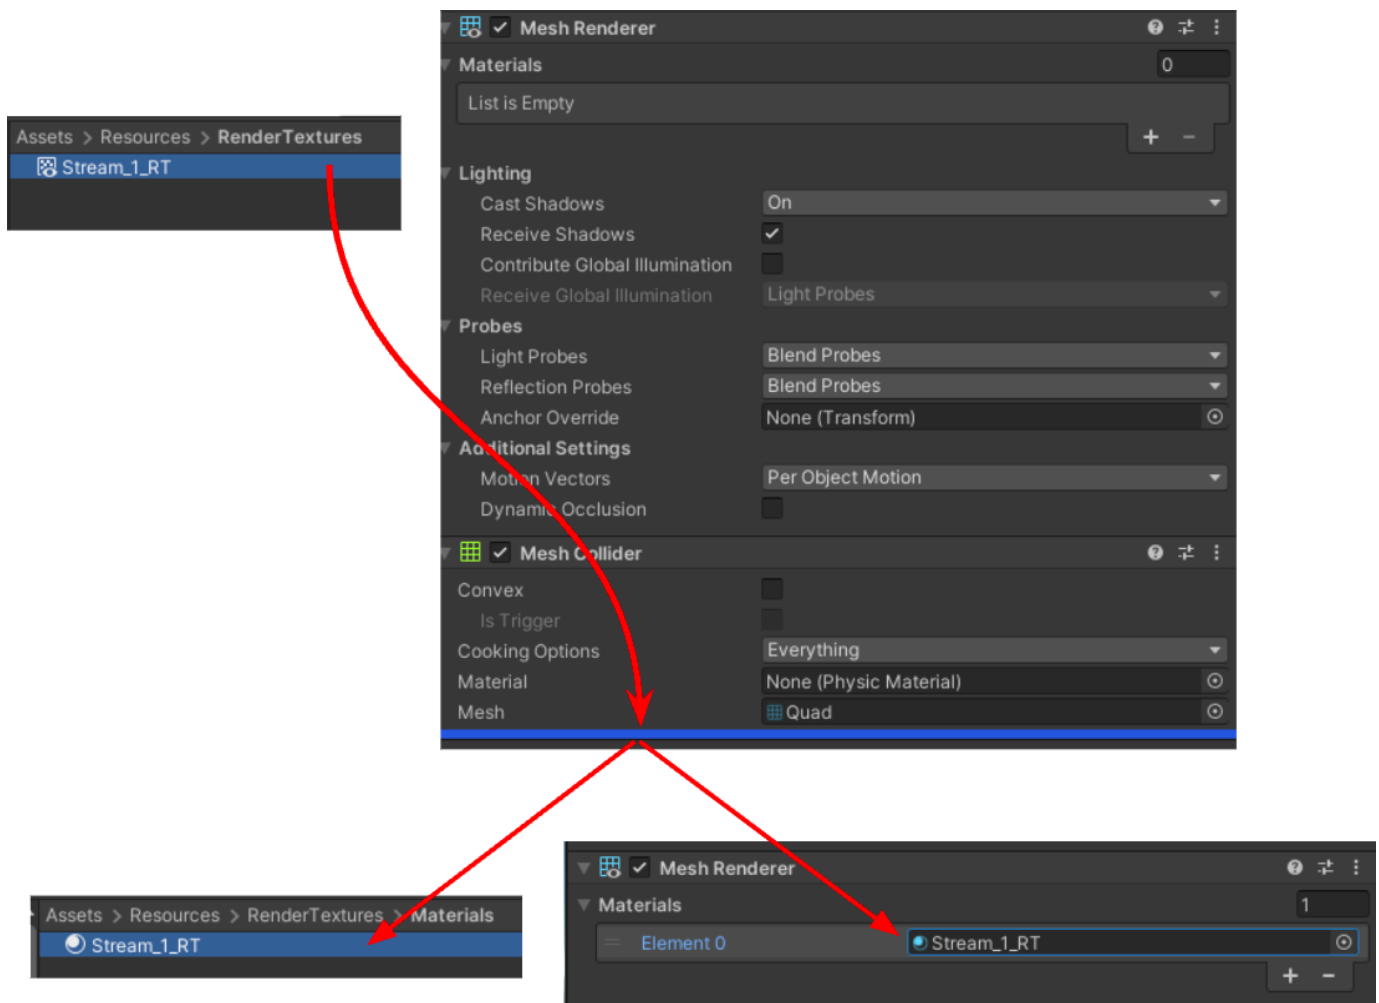 Mesh Renderer
Materials
0
List is Empty
Assets > Resources > RenderTextures
Stream_1_RT
Lighting
Cast Shadows On
Receive Shadows
Contribute Global Illumination
Receive Global Illumination Light Probes
Probes
Light Probes Blend Probes
Reflection Probes Blend Probes
Anchor Override None (Transform)
Additional Settings
Motion Vectors Per Object Motion
Dynamic Occlusion
Mesh Collider
Convex
Is Trigger
Cooking Options Everything
Material None (Physic Material)
Mesh Quad
Assets > Resources > RenderTextures > Materials
Stream_1_RT
Mesh Renderer
Materials 1
Element 0 Stream_1_RT